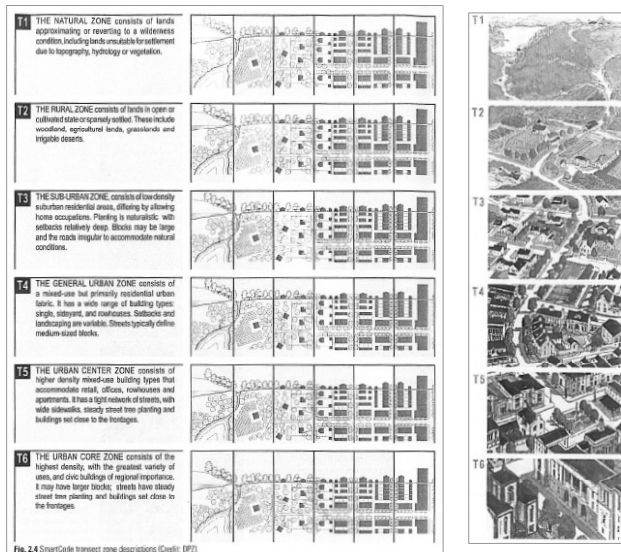 T1 THE NATURAL ZONE consists of lands
approximating or reverting to a wilderness
condition, including lands unsuitable for settlement
due to topography, hydrology or vegetation.
T2 THE RURAL ZONE consists of lands in open or
cultivated state or sparsely settled. These include
woodland, agricultural lands, grasslands and
irrigable deserts.
T3 THE SUB-URBAN ZONE, consists of low density
suburban residential areas, differing by allowing
home occupations. Planting is naturalistic with
setbacks relatively deep. Blocks may be large
and the roads irregular to accommodate natural
conditions.
T4 THE GENERAL URBAN ZONE consists of
a mixed-use but primarily residential urban
fabric. It has a wide range of building types:
single, sideyard, and rowhouses. Setbacks and
landscaping are variable. Streets typically define
medium-sized blocks.
T5 THE URBAN CENTER ZONE consists of
higher density mixed-use building types that
accommodate retail, offices, rowhouses and
apartments. It has a tight network of streets, with
wide sidewalks, steady street tree planting and
buildings set close to the frontages.
T6 THE URBAN CORE ZONE consists of the
highest density, with the greatest variety of
uses, and civic buildings of regional importance.
It may have larger blocks; streets have steady
street tree planting and buildings set close to
the frontages.
Fig. 2.4 SmartCode transect zone descriptions (Credit: DPZ)
T1
T2
T3
T4
T5
T6